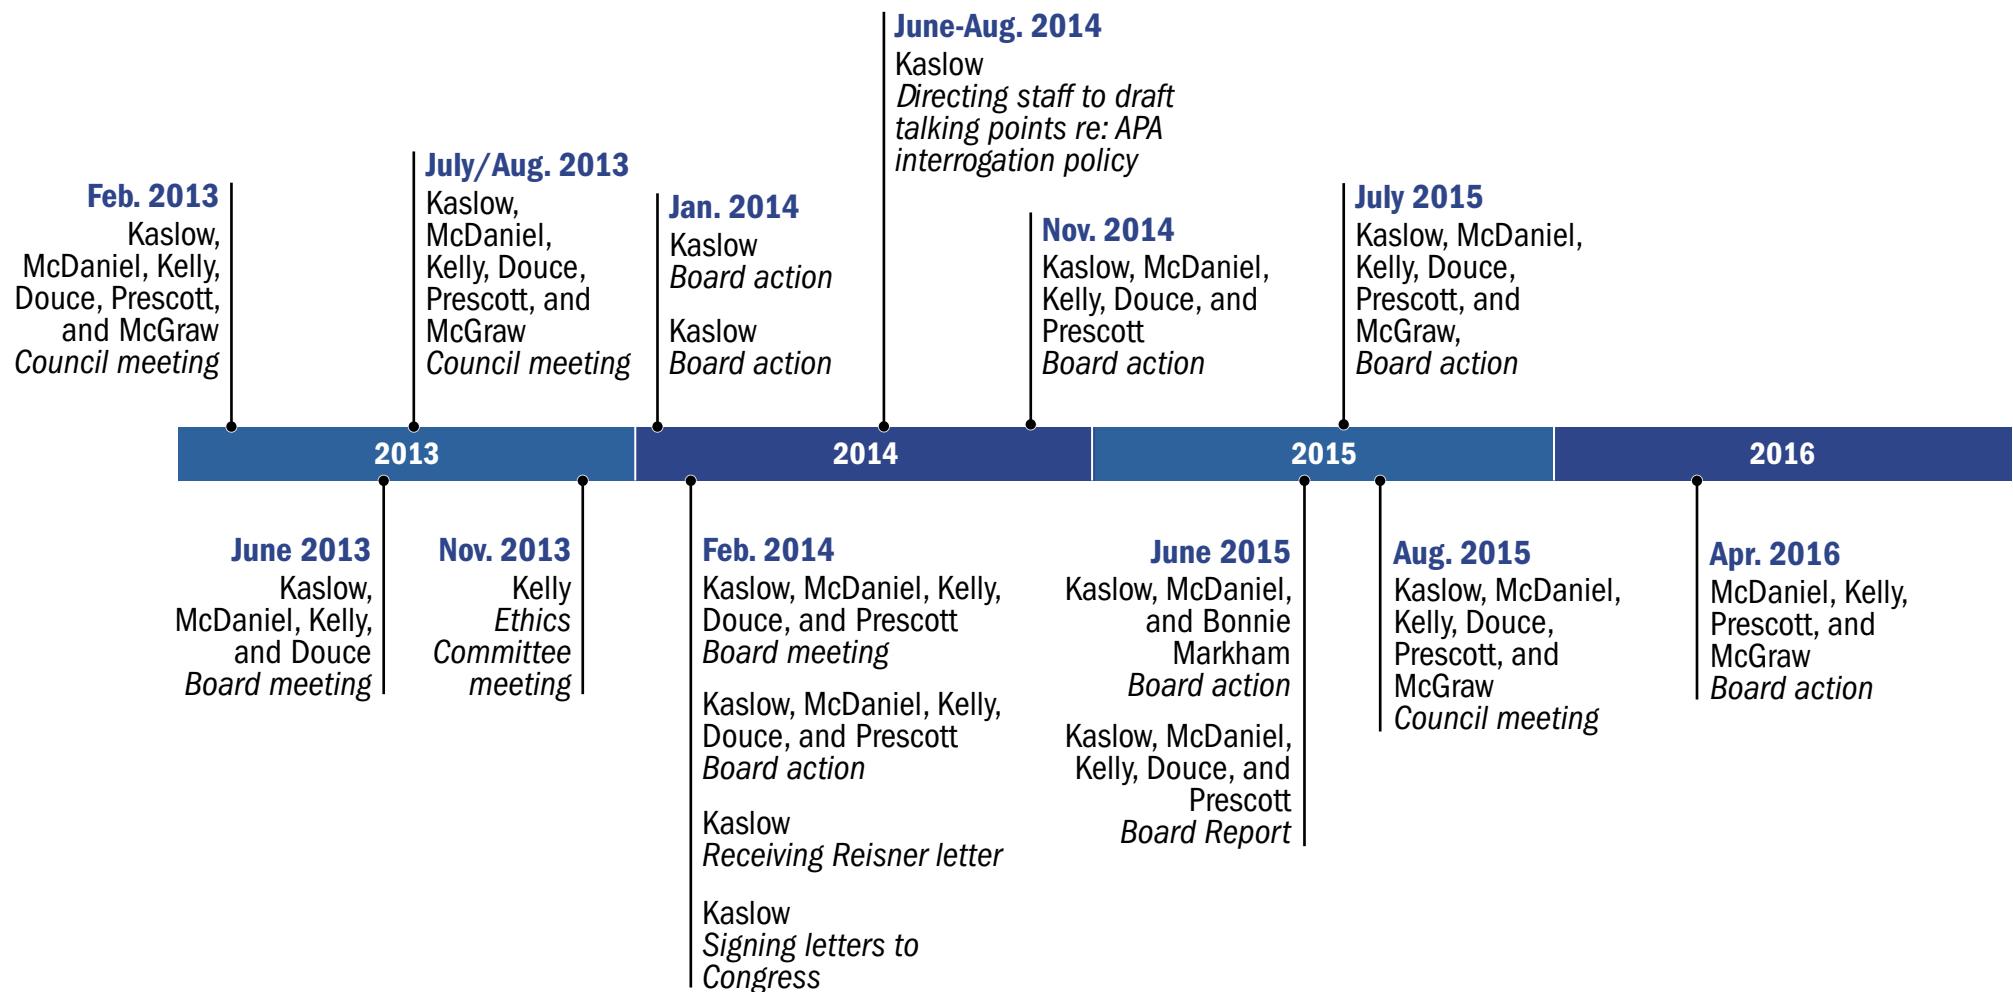 June-Aug. 2014
Kaslow
Directing staff to draft
talking points re: APA
interrogation policy
July/Aug. 2013
Kaslow,
McDaniel,
Kelly, Douce,
Prescott, and
McGraw
Council meeting
Feb. 2013
Kaslow,
McDaniel, Kelly,
Douce, Prescott,
and McGraw
Council meeting
Jan. 2014
Kaslow
Board action
Kaslow
Board action
Nov. 2014
Kaslow, McDaniel,
Kelly, Douce, and
Prescott
Board action
July 2015
Kaslow, McDaniel,
Kelly, Douce,
Prescott, and
McGraw,
Board action
2013
2014
2015
2016
June 2013
Kaslow,
McDaniel, Kelly,
and Douce
Board meeting
Nov. 2013
Kelly
Ethics
Committee
meeting
Feb. 2014
Kaslow, McDaniel, Kelly,
Douce, and Prescott
Board meeting
Kaslow, McDaniel, Kelly,
Douce, and Prescott
Board action
Kaslow
Receiving Reisner letter
Kaslow
Signing letters to
Congress
June 2015
Kaslow, McDaniel,
and Bonnie
Markham
Board action
Kaslow, McDaniel,
Kelly, Douce, and
Prescott
Board Report
Aug. 2015
Kaslow, McDaniel,
Kelly, Douce,
Prescott, and
McGraw
Council meeting
Apr. 2016
McDaniel, Kelly,
Prescott, and
McGraw
Board action